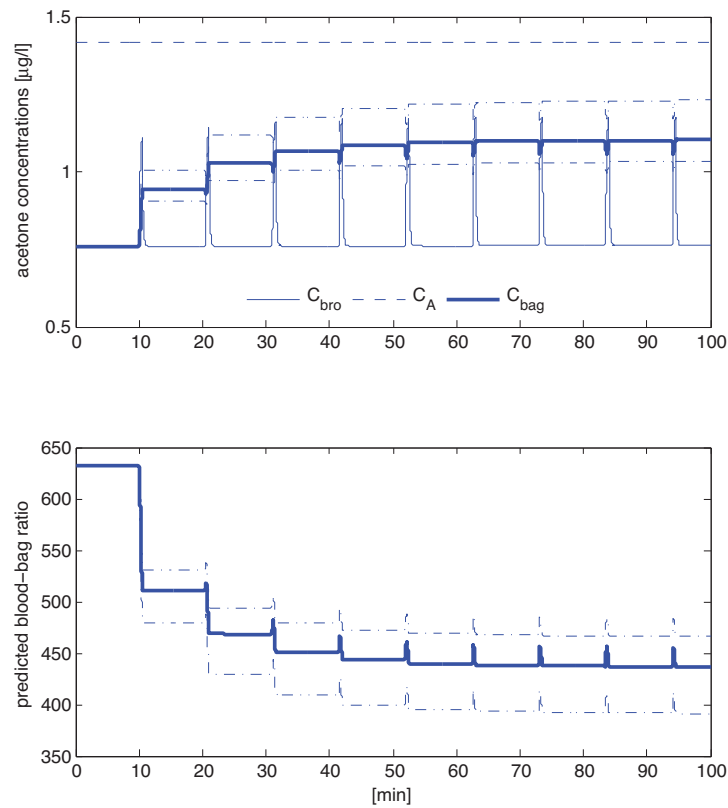 acetone concentrations [µg/l]
1.5
1
0.5
0 10 20 30 40 50 60 70 80 90 100
C_bro C_A C_bag
predicted blood−bag ratio
650
600
550
500
450
400
350
0 10 20 30 40 50 60 70 80 90 100
[min]